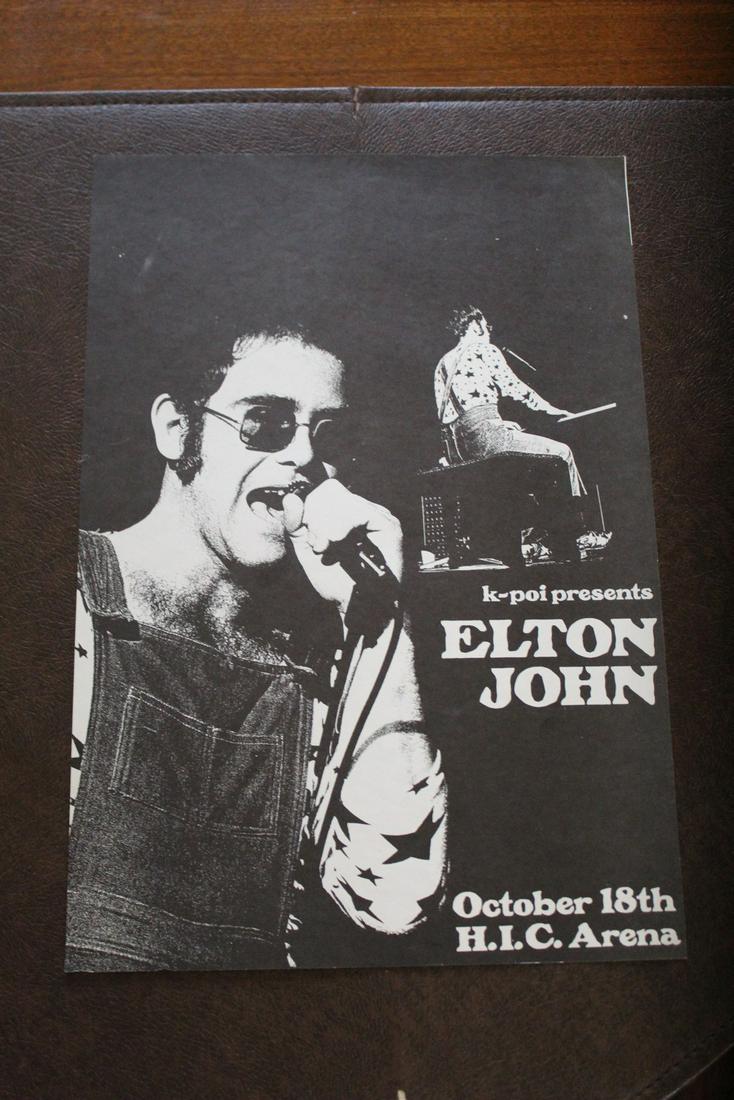 k-poi presents
ELTON
JOHN
October 18th
H.I.C. Arena